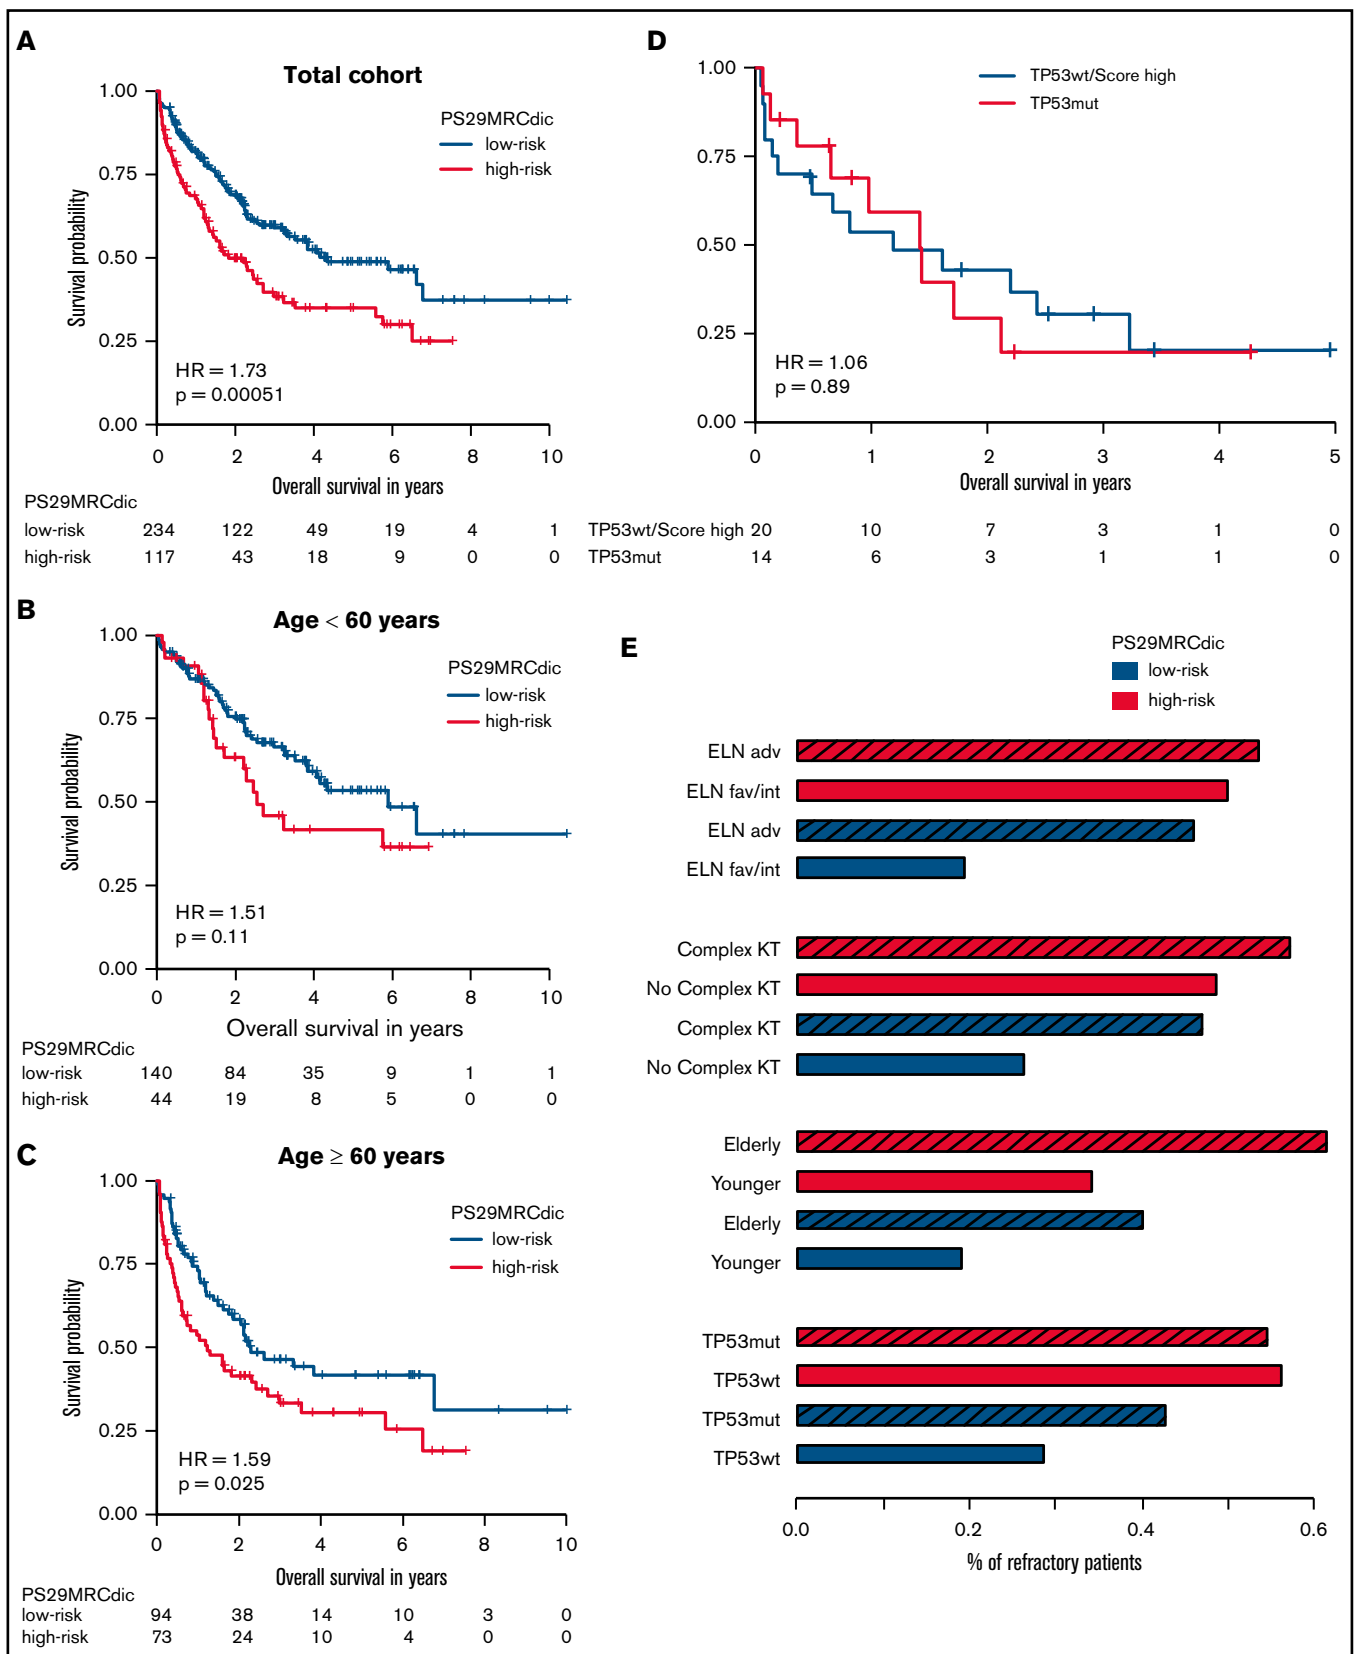 A
Total cohort
PS29MRCdic
low-risk
high-risk
1.00
0.75
0.50
0.25
0.00
Survival probability
HR = 1.73
p = 0.00051
0 2 4 6 8 10
Overall survival in years
PS29MRCdic
low-risk 234 122 49 19 4 1
high-risk 117 43 18 9 0 0
B
Age < 60 years
PS29MRCdic
low-risk
high-risk
1.00
0.75
0.50
0.25
0.00
Survival probability
HR = 1.51
p = 0.11
0 2 4 6 8 10
Overall survival in years
PS29MRCdic
low-risk 140 84 35 9 1 1
high-risk 44 19 8 5 0 0
C
Age ≥ 60 years
PS29MRCdic
low-risk
high-risk
1.00
0.75
0.50
0.25
0.00
Survival probability
HR = 1.59
p = 0.025
0 2 4 6 8 10
Overall survival in years
PS29MRCdic
low-risk 94 38 14 10 3 0
high-risk 73 24 10 4 0 0
D
TP53wt/Score high
TP53mut
1.00
0.75
0.50
0.25
0.00
Survival probability
HR = 1.06
p = 0.89
0 1 2 3 4 5
Overall survival in years
TP53wt/Score high 20 10 7 3 1 0
TP53mut 14 6 3 1 1 0
E
PS29MRCdic
low-risk
high-risk
ELN adv
ELN fav/int
ELN adv
ELN fav/int
Complex KT
No Complex KT
Complex KT
No Complex KT
Elderly
Younger
Elderly
Younger
TP53mut
TP53wt
TP53mut
TP53wt
0.0 0.2 0.4 0.6
% of refractory patients